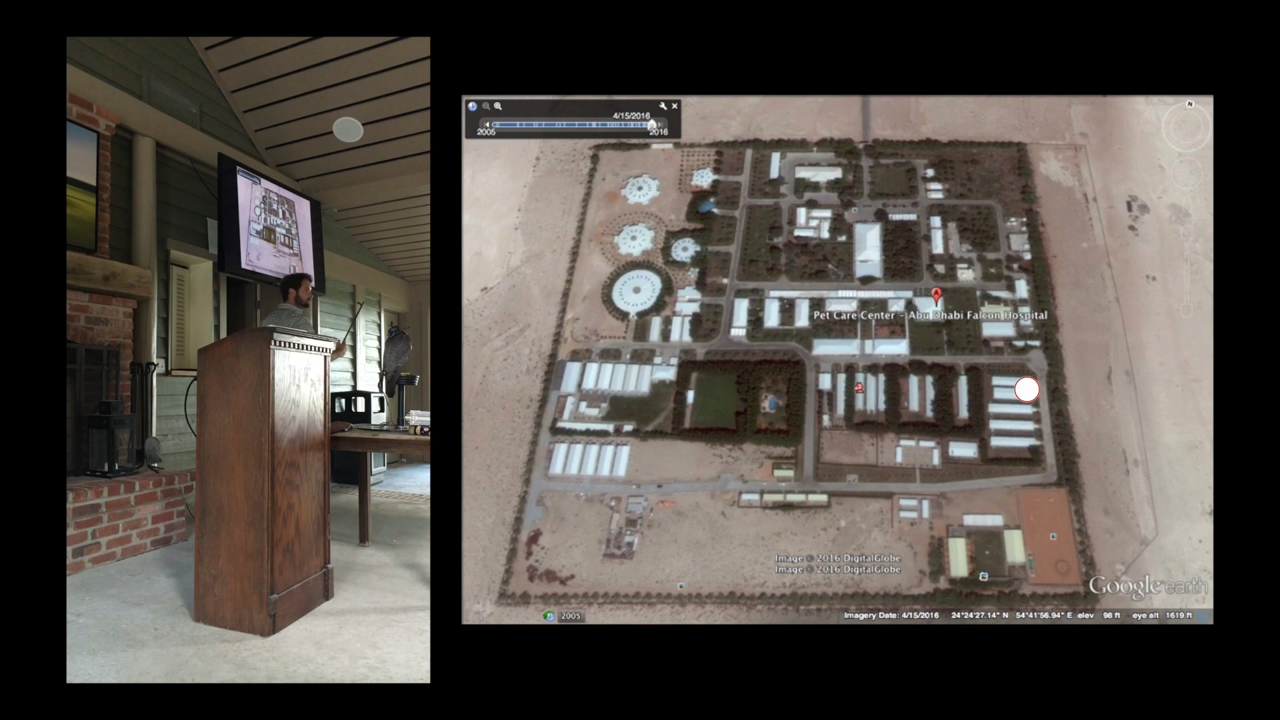 4/15/2016
2005
2016
N
Pet Care Center - Abu Dhabi Falcon Hospital
Image © 2016 DigitalGlobe
Image © 2016 DigitalGlobe
Google earth
2005
Imagery Date: 4/15/2016 24°24'27.14" N 54°41'56.94" E elev 98 ft eye alt 1619 ft